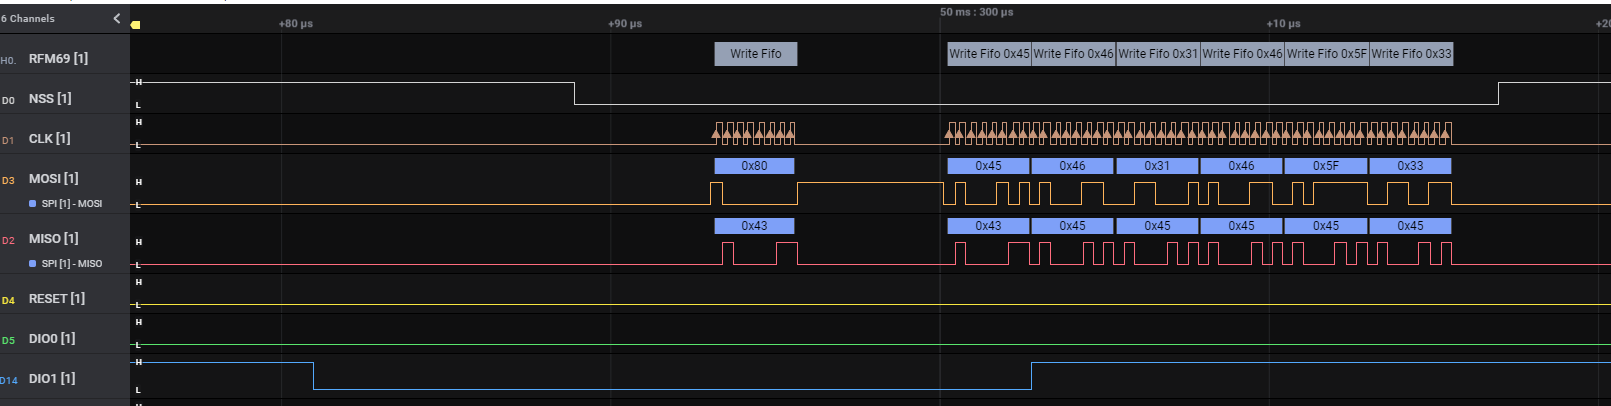 6 Channels
50 ms : 300 µs
+80 µs
+90 µs
+10 µs
+20
H0.
RFM69 [1]
Write Fifo
Write Fifo 0x45
Write Fifo 0x46
Write Fifo 0x31
Write Fifo 0x46
Write Fifo 0x5F
Write Fifo 0x33
D0
NSS [1]
H
L
D1
CLK [1]
H
L
D3
MOSI [1]
SPI [1] - MOSI
H
L
0x80
0x45
0x46
0x31
0x46
0x5F
0x33
D2
MISO [1]
SPI [1] - MISO
H
L
0x43
0x43
0x45
0x45
0x45
0x45
0x45
D4
RESET [1]
H
L
D5
DIO0 [1]
H
L
D14
DIO1 [1]
H
L
H